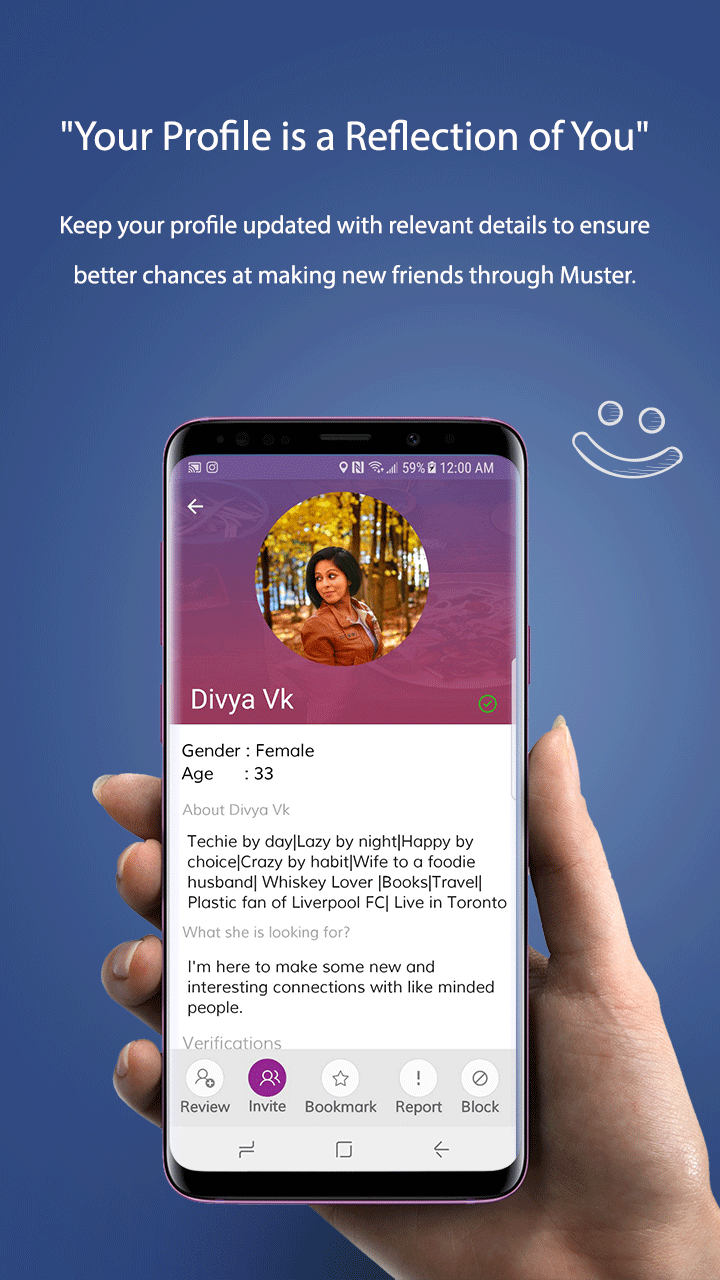 "Your Profile is a Reflection of You"
Keep your profile updated with relevant details to ensure
better chances at making new friends through Muster.
59% 12:00 AM
Divya Vk
Gender : Female
Age : 33
About Divya Vk
Techie by day|Lazy by night|Happy by
choice|Crazy by habit|Wife to a foodie
husband| Whiskey Lover |Books|Travel|
Plastic fan of Liverpool FC| Live in Toronto
What she is looking for?
I'm here to make some new and
interesting connections with like minded
people.
Verifications
Review Invite Bookmark Report Block